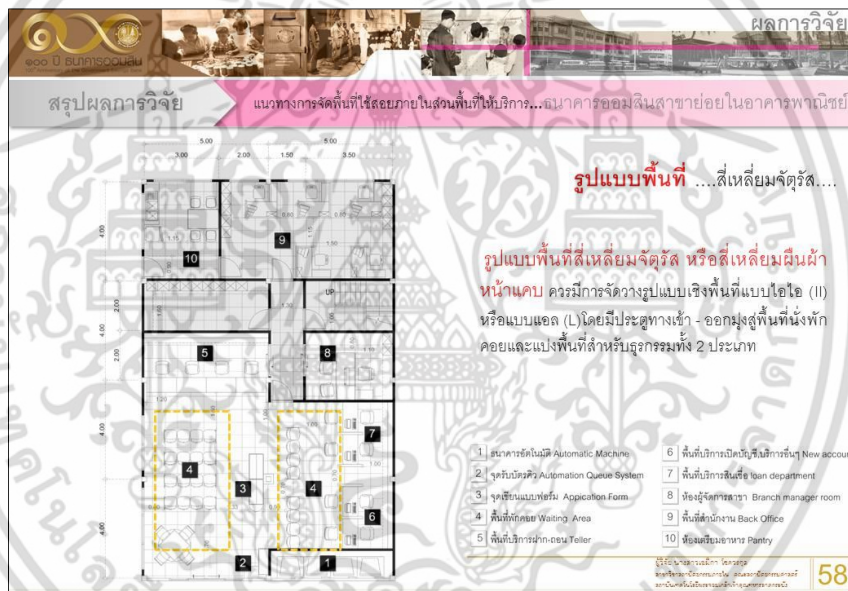 ผลการวิจัย
๑๐๐ ปี ธนาคารออมสิน
สรุปผลการวิจัย
แนวทางการจัดพื้นที่ใช้สอยภายในส่วนพื้นที่ให้บริการ...ธนาคารออมสินสาขาย่อยในอาคารพาณิชย์
5.00 5.00
3.00 2.00 1.50 3.50
รูปแบบพื้นที่ ....สี่เหลี่ยมจัตุรัส....
รูปแบบพื้นที่สี่เหลี่ยมจัตุรัส หรือสี่เหลี่ยมผืนผ้า
หน้าแคบ ควรมีการจัดวางรูปแบบเชิงพื้นที่แบบไอไอ (II)
หรือแบบแอล (L)โดยมีประตูทางเข้า - ออกมุ่งสู่พื้นที่นั่งพัก
คอยและแบ่งพื้นที่สำหรับธุรกรรมทั้ง 2 ประเภท
4.00
9
10
2.00
UP
2.00
5
8
4.00
7
4
3
4
6
4.00
2
1
1 ธนาคารอัตโนมัติ Automatic Machine
2 จุดรับบัตรคิว Automation Queue System
3 จุดเขียนแบบฟอร์ม Appication Form
4 พื้นที่พักคอย Waiting Area
5 พื้นที่บริการฝาก-ถอน Teller
6 พื้นที่บริการเปิดบัญชี,บริการอื่นๆ New accour
7 พื้นที่บริการสินเชื่อ loan department
8 ห้องผู้จัดการสาขา Branch manager room
9 พื้นที่สำนักงาน Back Office
10 ห้องเตรียมอาหาร Pantry
58